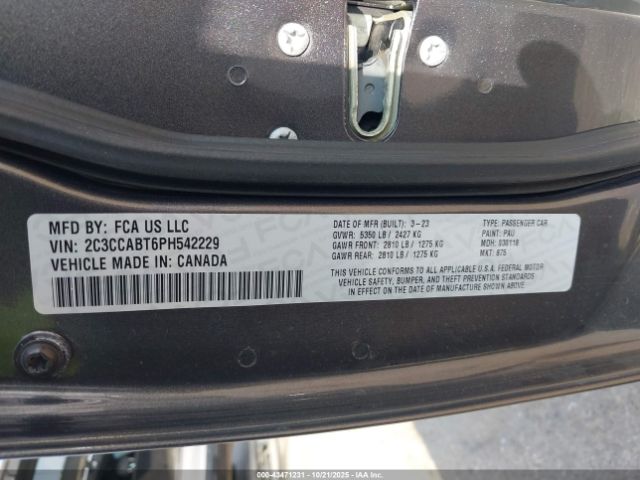 MFD BY: FCA US LLC
VIN: 2C3CCABT6PH542229
VEHICLE MADE IN: CANADA
DATE OF MFR (BUILT): 3-23
GVWR: 5350 LB / 2427 KG
GAWR FRONT: 2810 LB / 1275 KG
GAWR REAR: 2810 LB / 1275 KG
TYPE: PASSENGER CAR
PAINT: PAU
MDH: 030118
MKT: 875
THIS VEHICLE CONFORMS TO ALL APPLICABLE U.S.A. FEDERAL MOTOR
VEHICLE SAFETY, BUMPER, AND THEFT PREVENTION STANDARDS
IN EFFECT ON THE DATE OF MANUFACTURE SHOWN ABOVE
000-43471231 - 10/21/2025 - IAAI.COM